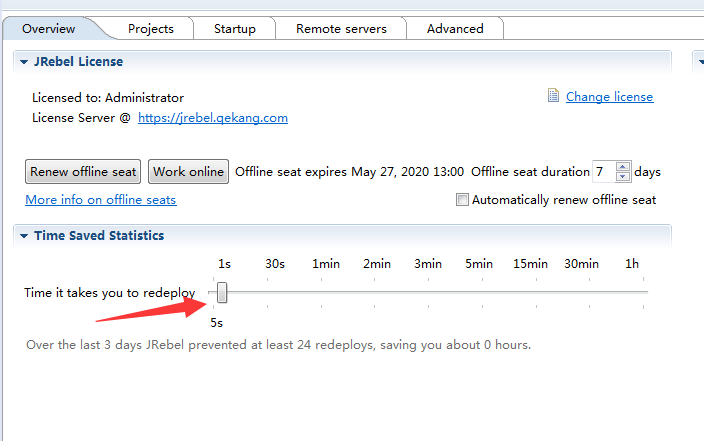 Overview Projects Startup Remote servers Advanced
JRebel License
Licensed to: Administrator Change license
License Server @ https://jrebel.qekang.com
Renew offline seat Work online Offline seat expires May 27, 2020 13:00 Offline seat duration 7 days
More info on offline seats Automatically renew offline seat
Time Saved Statistics
1s 30s 1min 2min 3min 5min 15min 30min 1h
Time it takes you to redeploy
5s
Over the last 3 days JRebel prevented at least 24 redeploys, saving you about 0 hours.